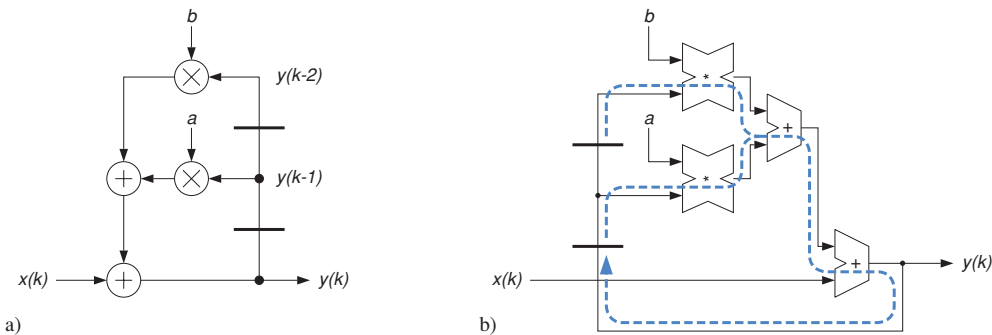 b
y(k-2)
a
y(k-1)
+
+
x(k)
y(k)
a)
b
*
+
a
*
+
x(k)
y(k)
b)